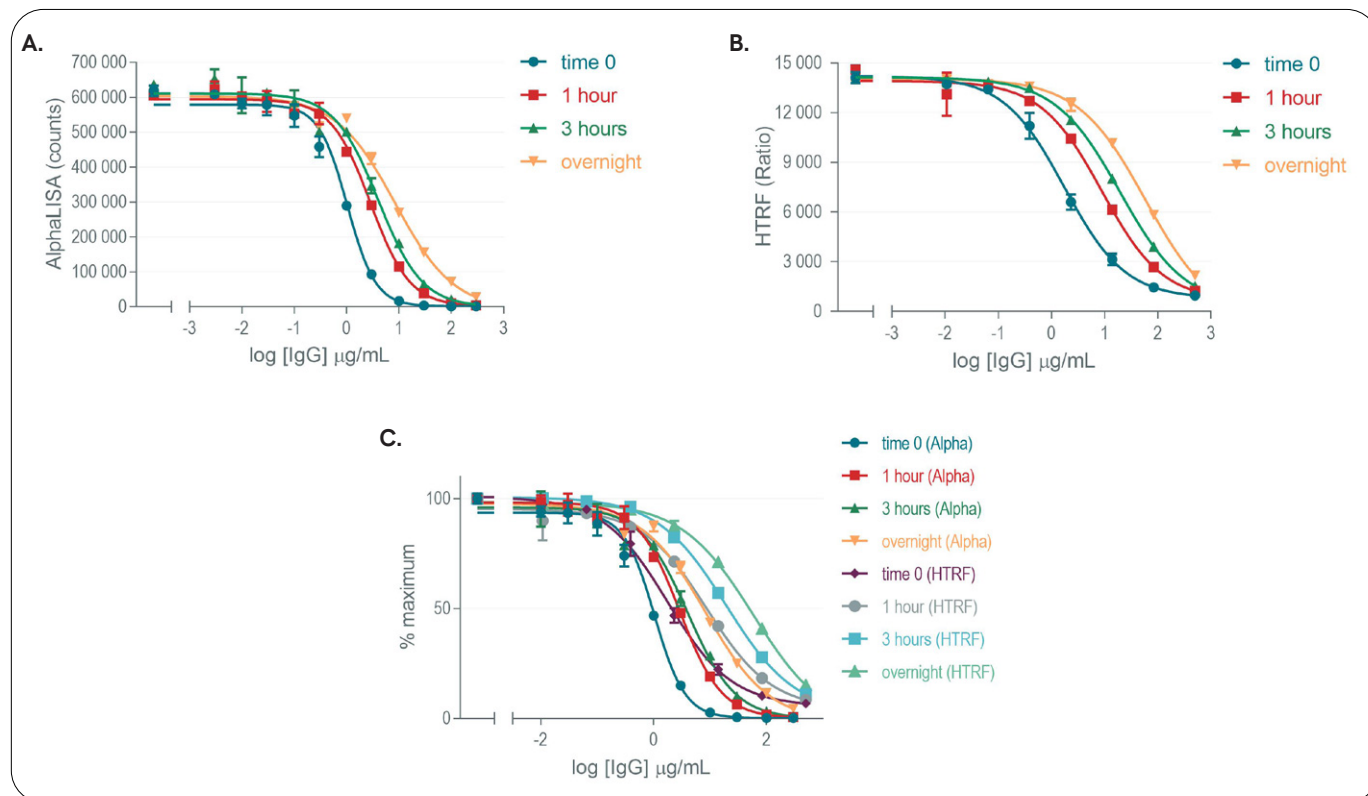 A.
700 000
600 000
500 000
400 000
300 000
200 000
100 000
0
AlphaLISA (counts)
-3
-2
-1
0
1
2
3
log [IgG] μg/mL
time 0
1 hour
3 hours
overnight
B.
15 000
12 000
9 000
6 000
3 000
0
HTRF (Ratio)
-3
-2
-1
0
1
2
3
log [IgG] μg/mL
time 0
1 hour
3 hours
overnight
C.
100
50
0
% maximum
-2
0
2
log [IgG] μg/mL
time 0 (Alpha)
1 hour (Alpha)
3 hours (Alpha)
overnight (Alpha)
time 0 (HTRF)
1 hour (HTRF)
3 hours (HTRF)
overnight (HTRF)